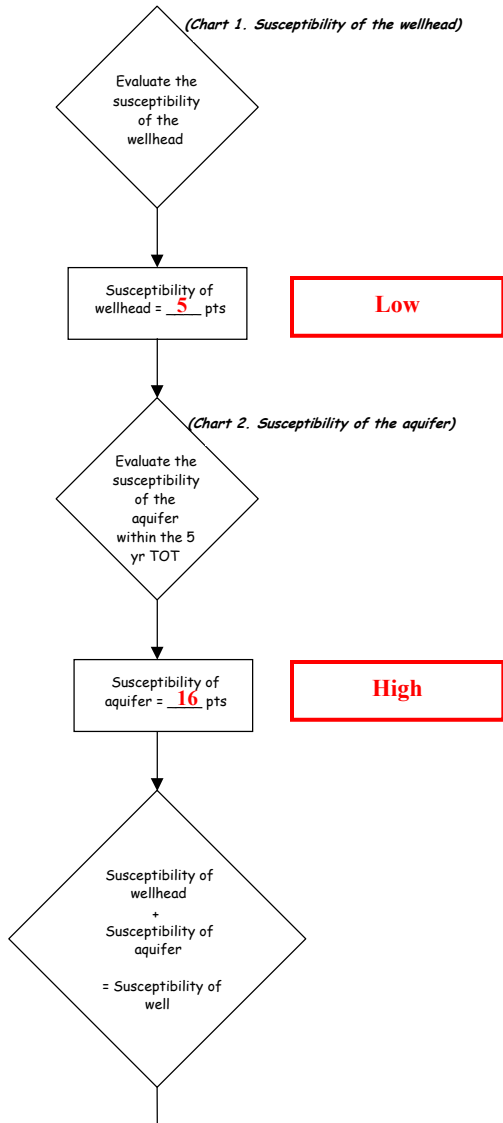 (Chart 1. Susceptibility of the wellhead)
Evaluate the
susceptibility
of the
wellhead
Susceptibility of
wellhead = __5__ pts
Low
(Chart 2. Susceptibility of the aquifer)
Evaluate the
susceptibility
of the
aquifer
within the 5
yr TOT
Susceptibility of
aquifer = __16__ pts
High
Susceptibility of
wellhead
+
Susceptibility of
aquifer
= Susceptibility of
well